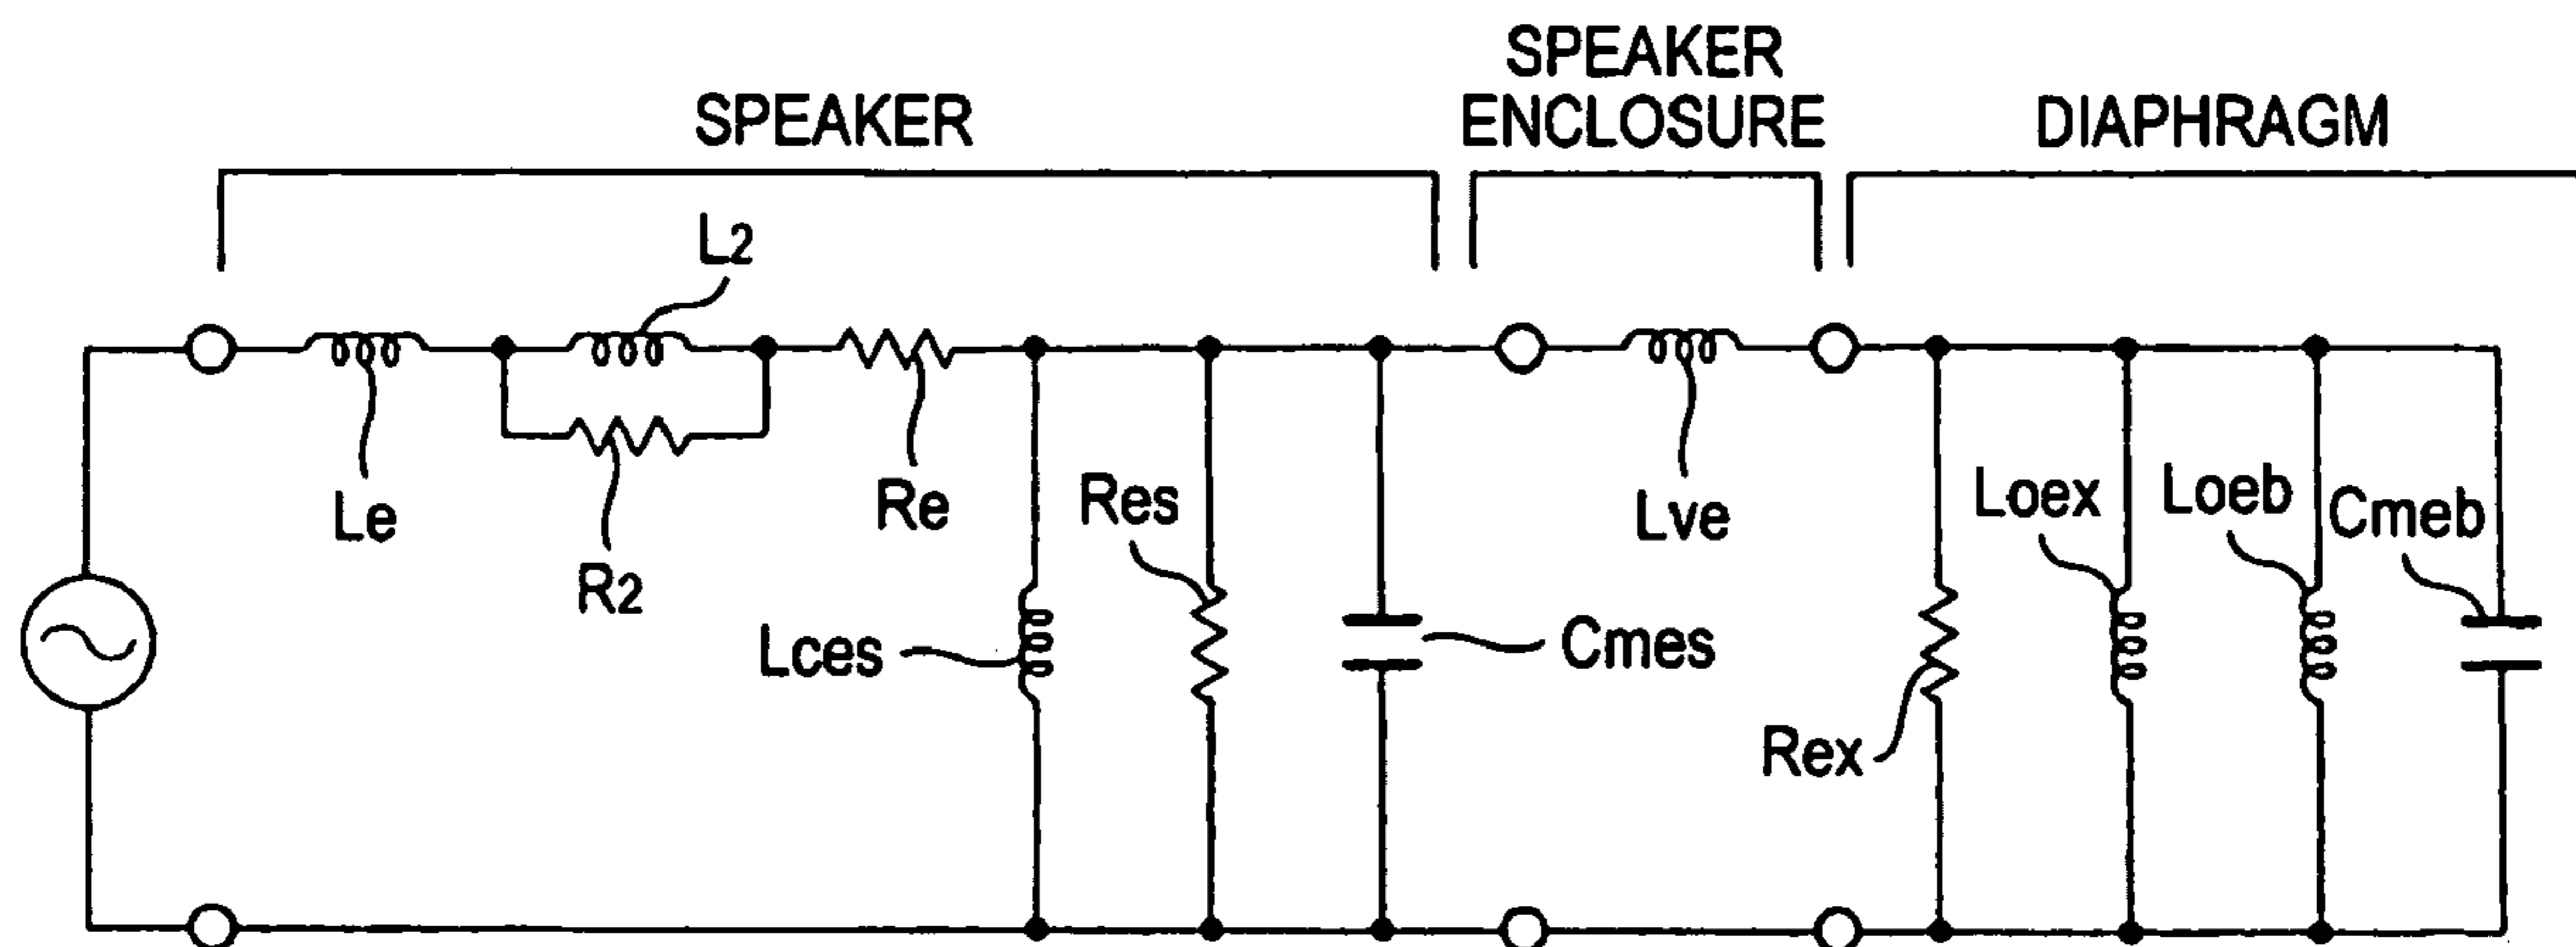 SPEAKER
SPEAKER
ENCLOSURE
DIAPHRAGM
L2
Le
R2
Re
Res
Lces
Cmes
Lve
Rex
Loex
Loeb
Cmeb